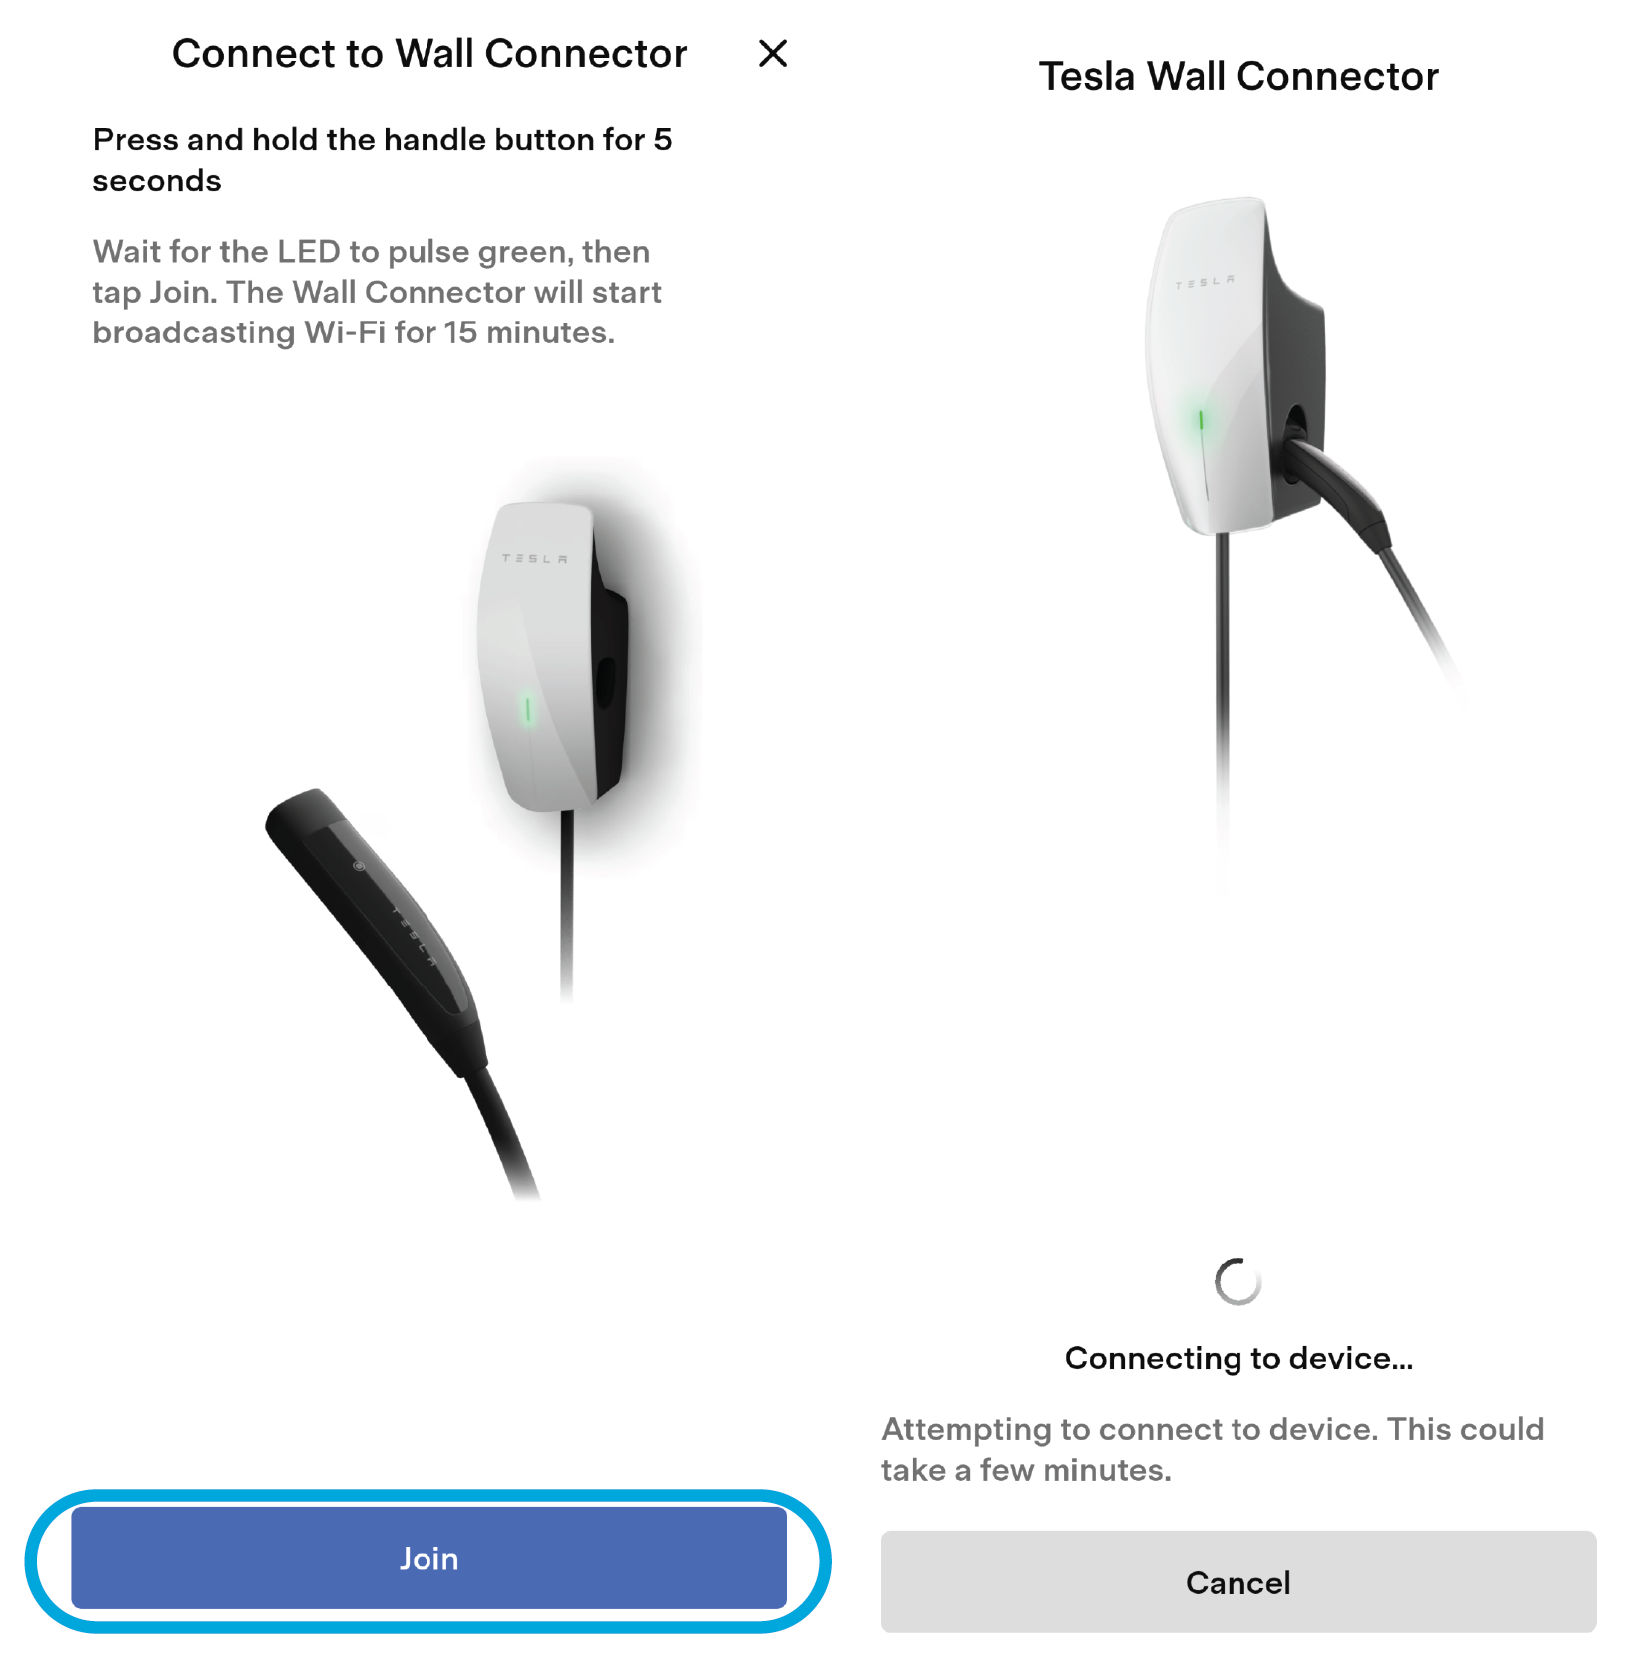 Connect to Wall Connector
Press and hold the handle button for 5
seconds
Wait for the LED to pulse green, then
tap Join. The Wall Connector will start
broadcasting Wi-Fi for 15 minutes.
TESLA
TESLA
Join
Tesla Wall Connector
TESLA
Connecting to device...
Attempting to connect to device. This could
take a few minutes.
Cancel